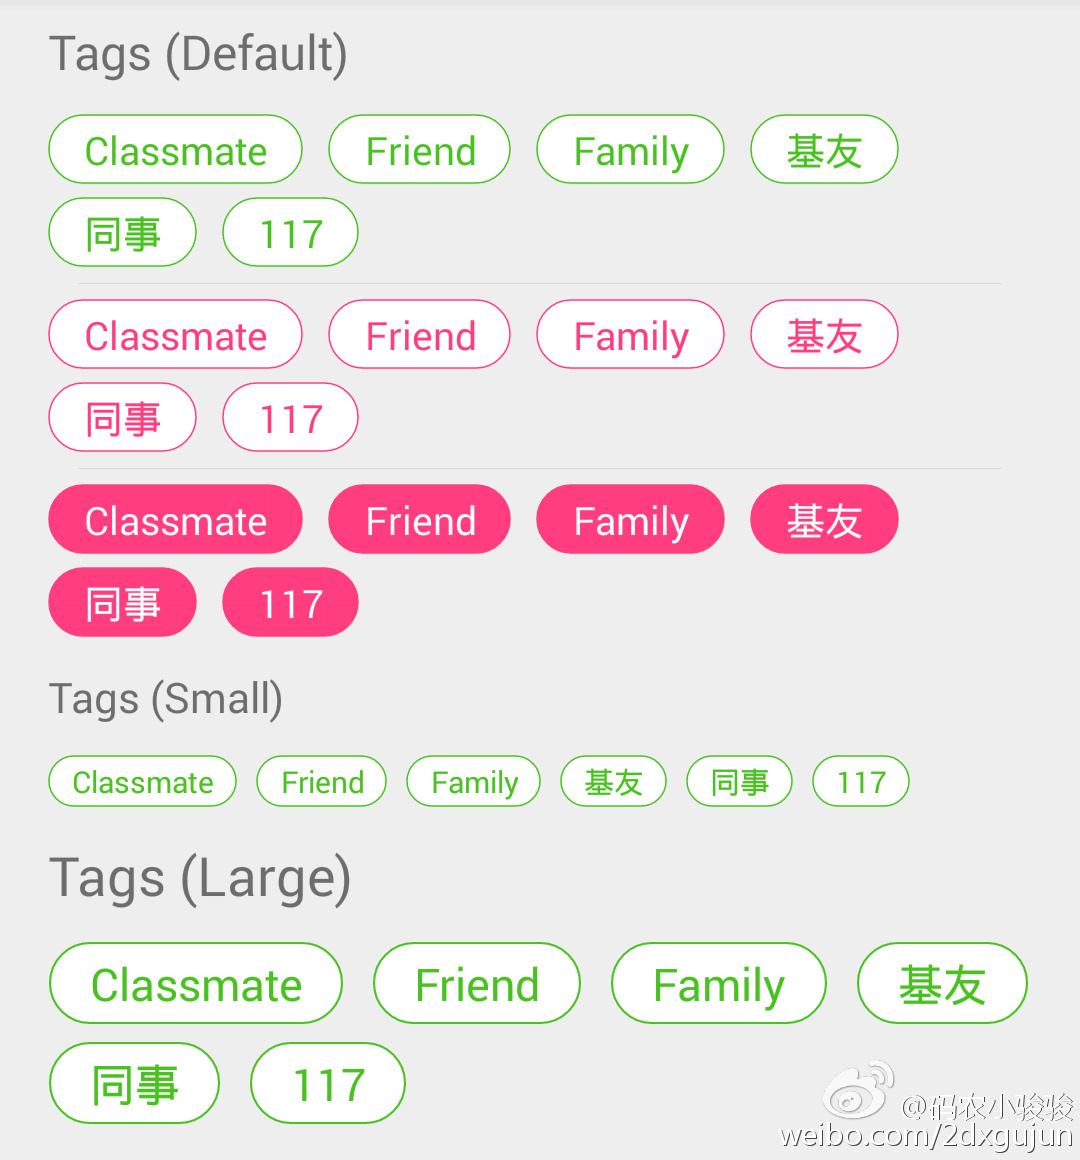 Tags (Default)
Classmate Friend Family 基友
同事 117
Classmate Friend Family 基友
同事 117
Classmate Friend Family 基友
同事 117
Tags (Small)
Classmate Friend Family 基友 同事 117
Tags (Large)
Classmate Friend Family 基友
同事 117
@码农小骏骏
weibo.com/2dxgujun